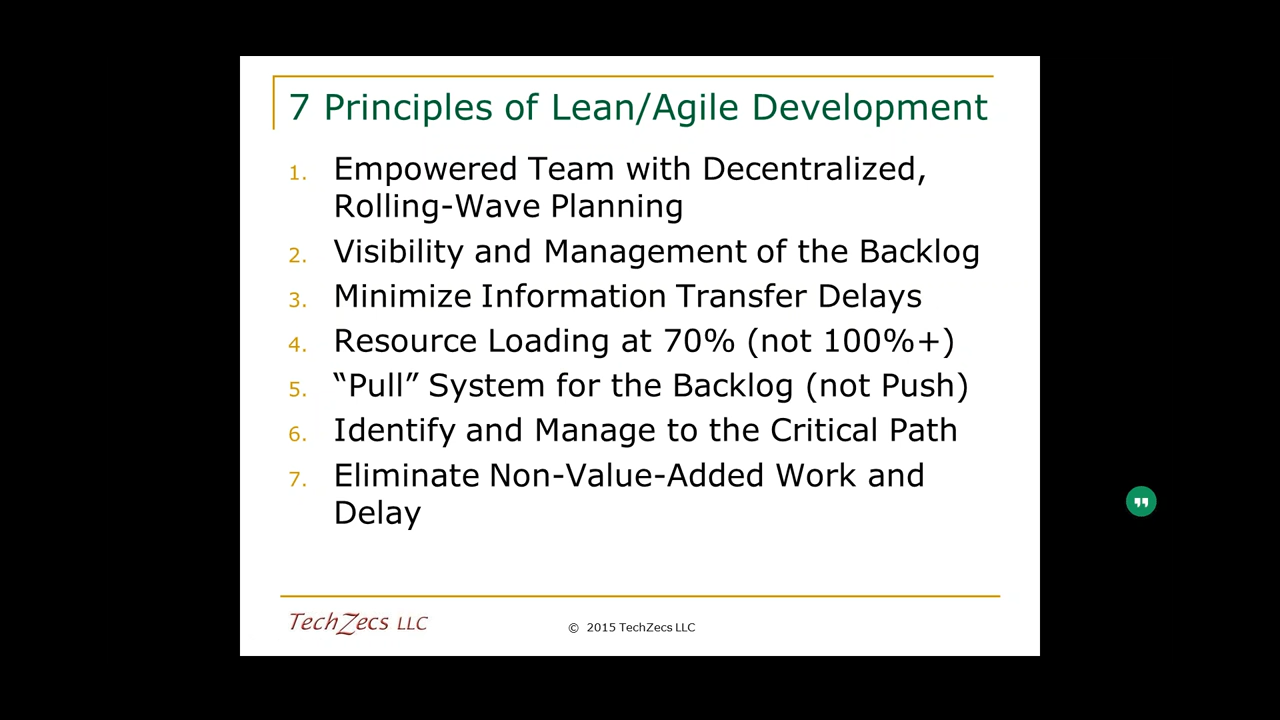 7 Principles of Lean/Agile Development
1. Empowered Team with Decentralized,
Rolling-Wave Planning
2. Visibility and Management of the Backlog
3. Minimize Information Transfer Delays
4. Resource Loading at 70% (not 100%+)
5. “Pull” System for the Backlog (not Push)
6. Identify and Manage to the Critical Path
7. Eliminate Non-Value-Added Work and
Delay
TechZecs LLC
© 2015 TechZecs LLC